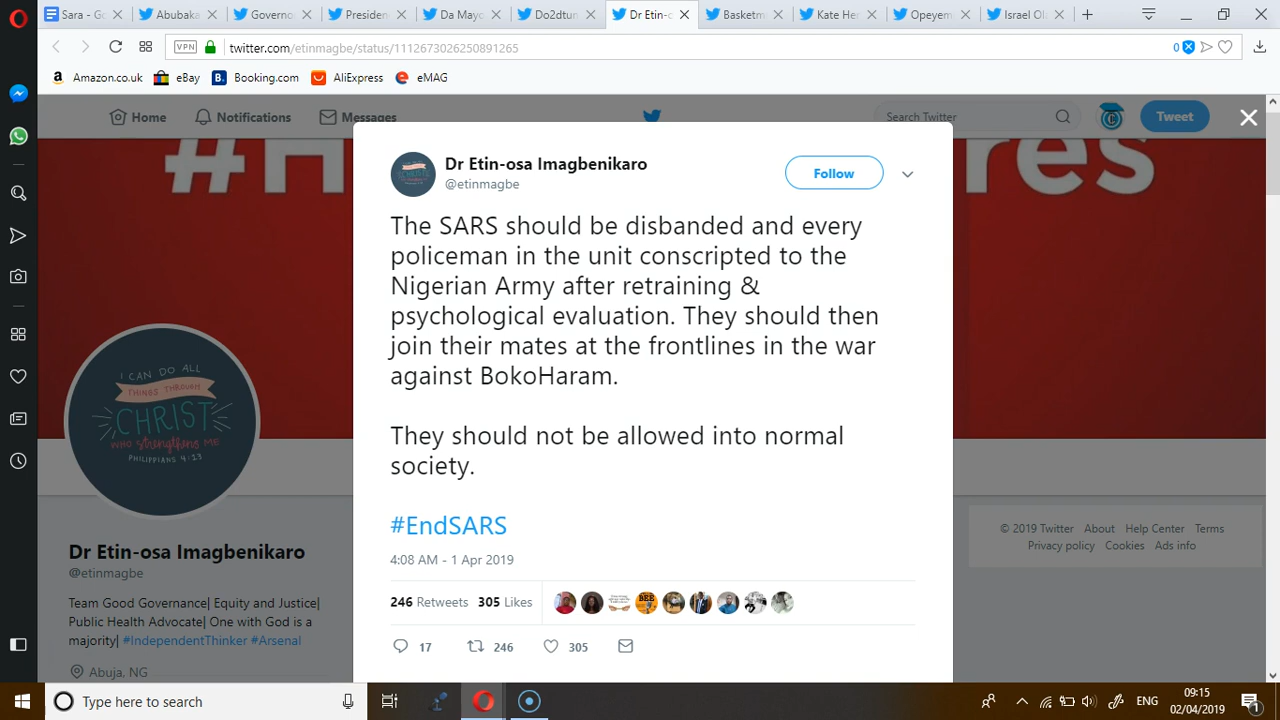 Sara - Go
Abubaka
Governo
Presiden
Da Mayo
Do2dtun
Dr Etin-o
Basketm
Kate He
Opeyem
Israel Ol
VPN
twitter.com/etinmagbe/status/1112673026250891265
0
Amazon.co.uk
eBay
Booking.com
AliExpress
eMAG
Home
Notifications
Messages
Search Twitter
Tweet
#H
res
Dr Etin-osa Imagbenikaro
@etinmagbe
Follow
The SARS should be disbanded and every
policeman in the unit conscripted to the
Nigerian Army after retraining &
psychological evaluation. They should then
join their mates at the frontlines in the war
against BokoHaram.
They should not be allowed into normal
society.
#EndSARS
4:08 AM - 1 Apr 2019
246 Retweets 305 Likes
BEE
17 246 305
I CAN DO ALL
THINGS THROUGH
CHRIST
WHO strengthens ME
PHILIPPIANS 4:13
Dr Etin-osa Imagbenikaro
@etinmagbe
Team Good Governance| Equity and Justice|
Public Health Advocate| One with God is a
majority| #IndependentThinker #Arsenal
Abuja, NG
© 2019 Twitter About Help Center Terms
Privacy policy Cookies Ads info
Type here to search
ENG
09:15
02/04/2019
1